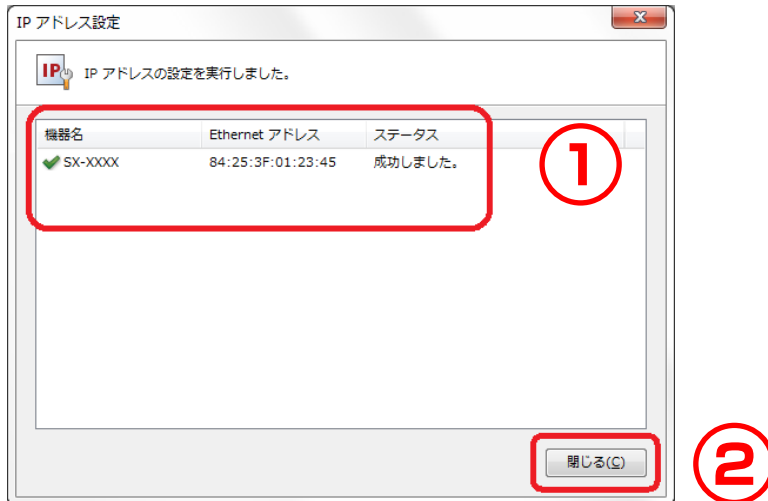 IP アドレス設定
IP
IP アドレスの設定を実行しました。
機器名 Ethernet アドレス ステータス
SX-XXXX 84:25:3F:01:23:45 成功しました。
①
閉じる(C)
②